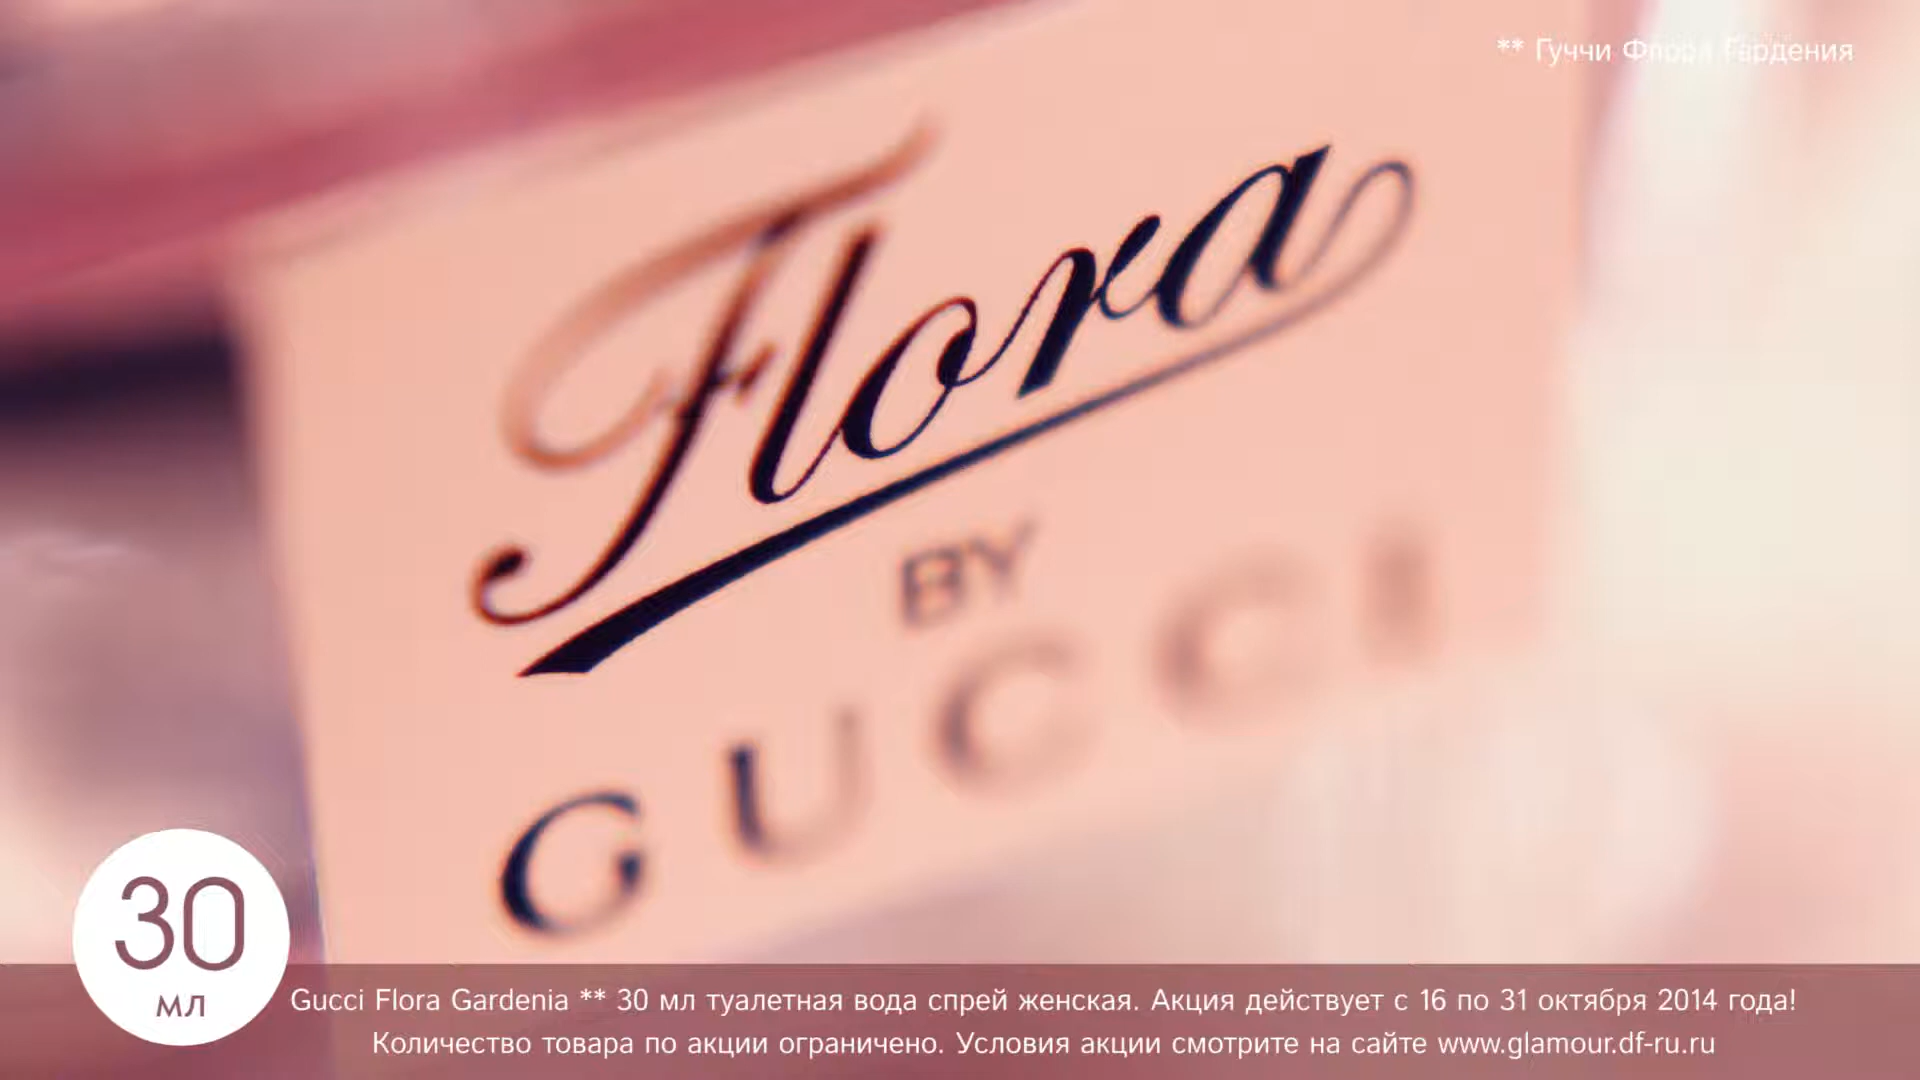 ** Гуччи Флора Гардения
Flora
BY
GUCCI
30
мл
Gucci Flora Gardenia ** 30 мл туалетная вода спрей женская. Акция действует с 16 по 31 октября 2014 года!
Количество товара по акции ограничено. Условия акции смотрите на сайте www.glamour.df-ru.ru